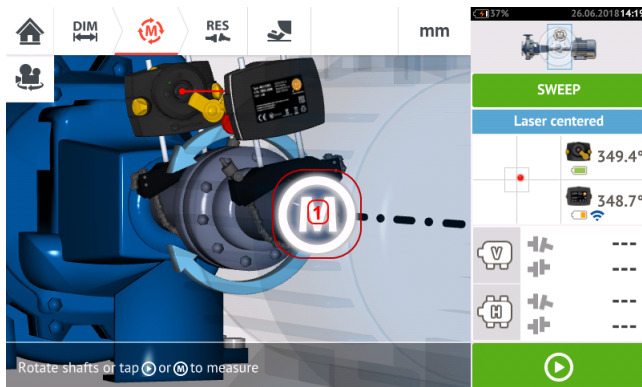 DIM
M
RES
mm
37%
26.06.2018 14:19
SWEEP
Laser centered
349.4°
348.7°
M
1
V
---
---
H
---
---
Rotate shafts or tap or M to measure